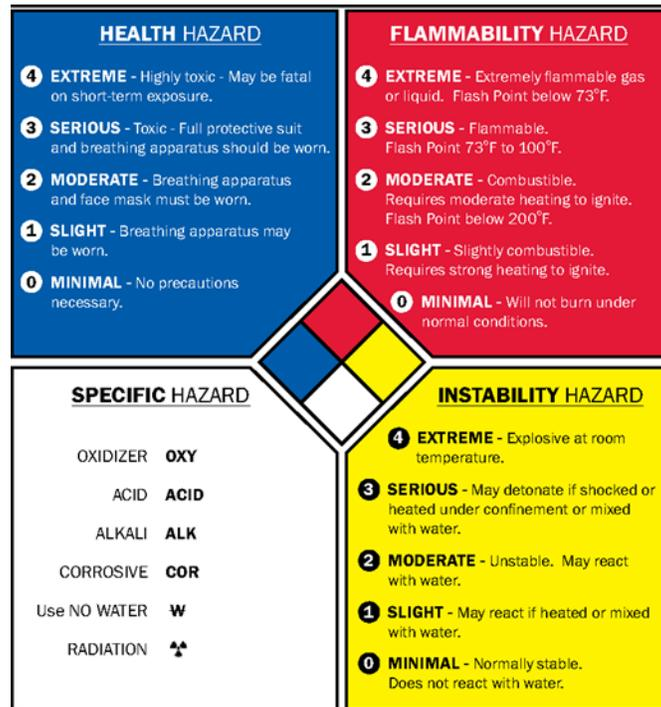 HEALTH HAZARD
4 EXTREME - Highly toxic - May be fatal
on short-term exposure.
3 SERIOUS - Toxic - Full protective suit
and breathing apparatus should be worn.
2 MODERATE - Breathing apparatus
and face mask must be worn.
1 SLIGHT - Breathing apparatus may
be worn.
0 MINIMAL - No precautions
necessary.
FLAMMABILITY HAZARD
4 EXTREME - Extremely flammable gas
or liquid. Flash Point below 73°F.
3 SERIOUS - Flammable.
Flash Point 73°F to 100°F.
2 MODERATE - Combustible.
Requires moderate heating to ignite.
Flash Point below 200°F.
1 SLIGHT - Slightly combustible.
Requires strong heating to ignite.
0 MINIMAL - Will not burn under
normal conditions.
SPECIFIC HAZARD
OXIDIZER OXY
ACID ACID
ALKALI ALK
CORROSIVE COR
Use NO WATER W̶
RADIATION ☢
INSTABILITY HAZARD
4 EXTREME - Explosive at room
temperature.
3 SERIOUS - May detonate if shocked or
heated under confinement or mixed
with water.
2 MODERATE - Unstable. May react
with water.
1 SLIGHT - May react if heated or mixed
with water.
0 MINIMAL - Normally stable.
Does not react with water.